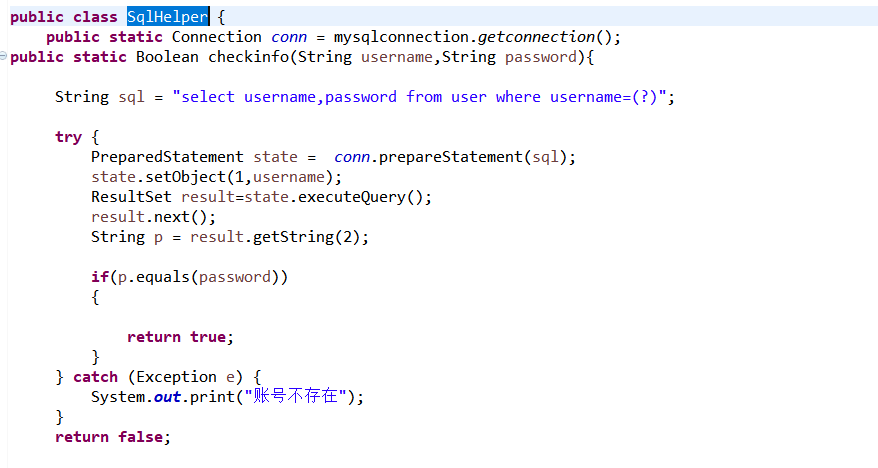 public class SqlHelper {
public static Connection conn = mysqlconnection.getconnection();
public static Boolean checkinfo(String username,String password){
String sql = "select username,password from user where username=(?)";
try {
PreparedStatement state =  conn.prepareStatement(sql);
state.setObject(1,username);
ResultSet result=state.executeQuery();
result.next();
String p = result.getString(2);
if(p.equals(password))
{
return true;
}
} catch (Exception e) {
System.out.print("账号不存在");
}
return false;